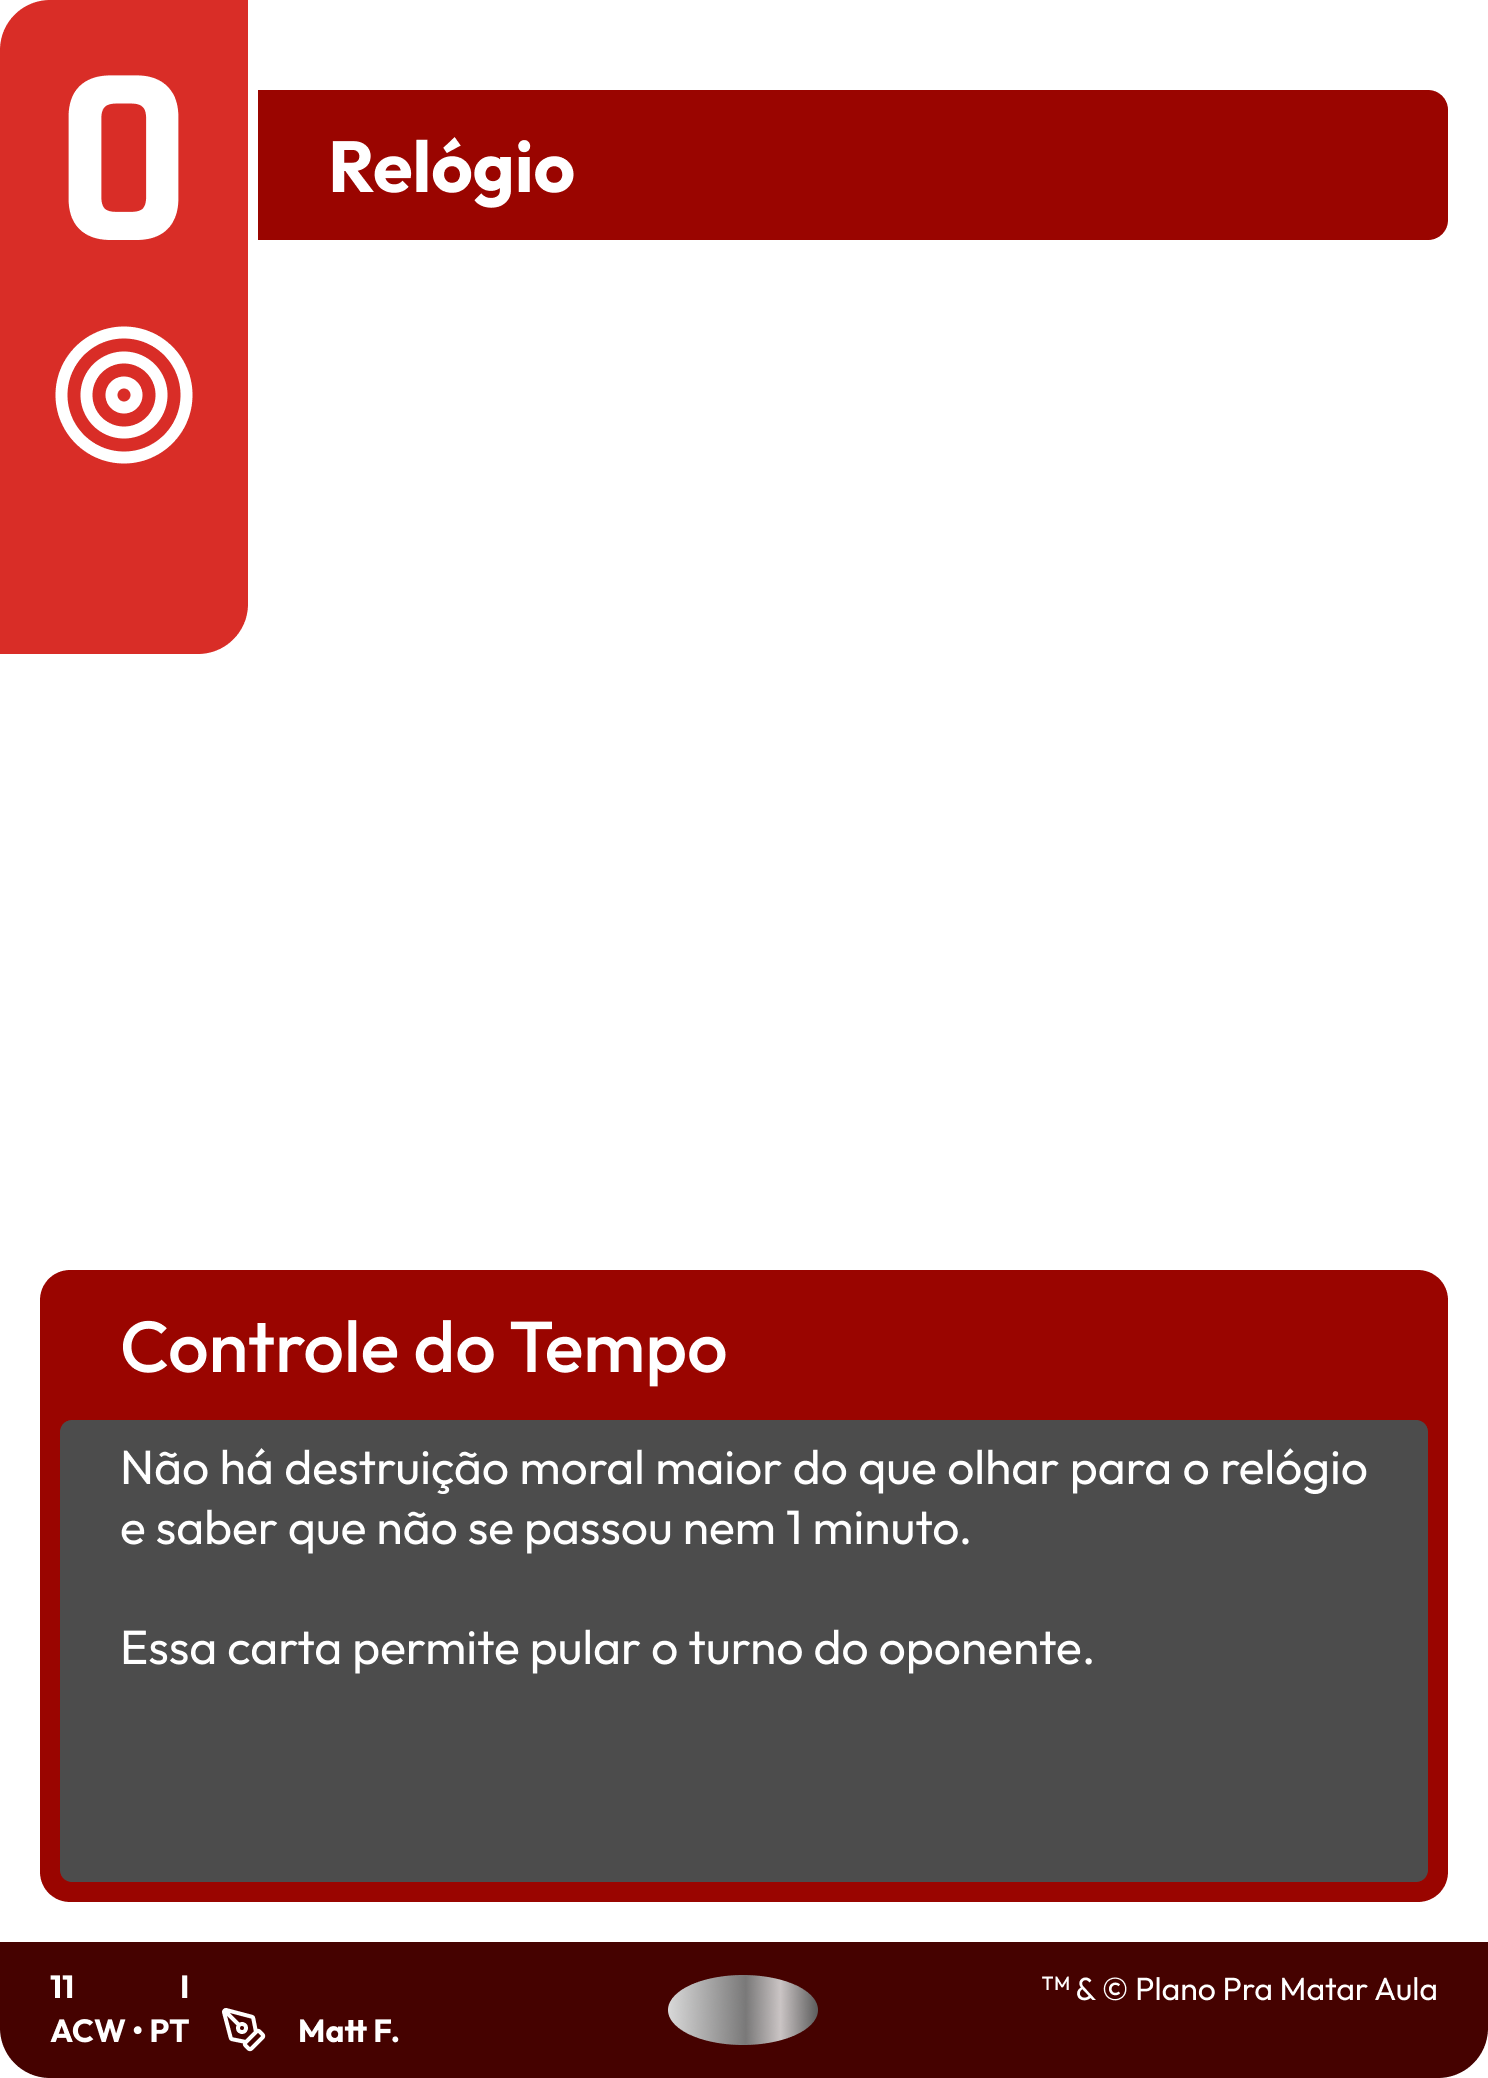 0
Relógio
Controle do Tempo
Não há destruição moral maior do que olhar para o relógio
e saber que não se passou nem 1 minuto.
Essa carta permite pular o turno do oponente.
11 I
ACW • PT Matt F.
™ & © Plano Pra Matar Aula